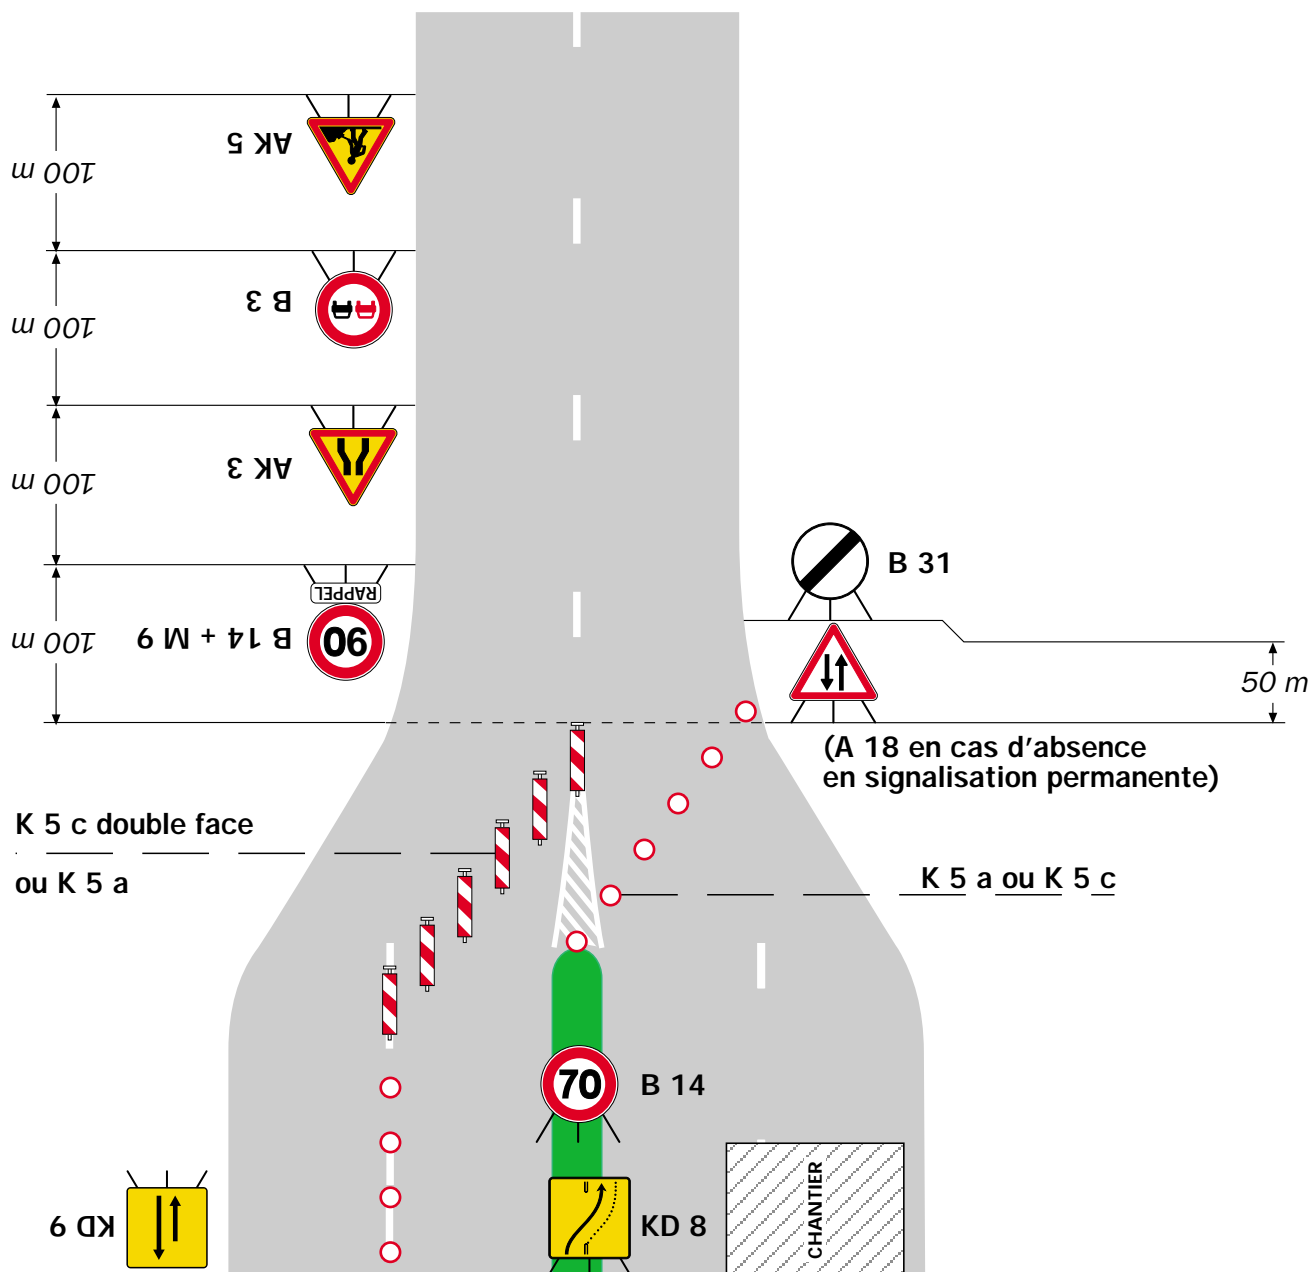 AK 5
100 m
B 3
100 m
AK 3
100 m
B 31
RAPPEL
90
B 14 + M 9
100 m
50 m
(A 18 en cas d’absence
en signalisation permanente)
K 5 c double face
ou K 5 a
K 5 a ou K 5 c
70
B 14
CHANTIER
KD 9
KD 8